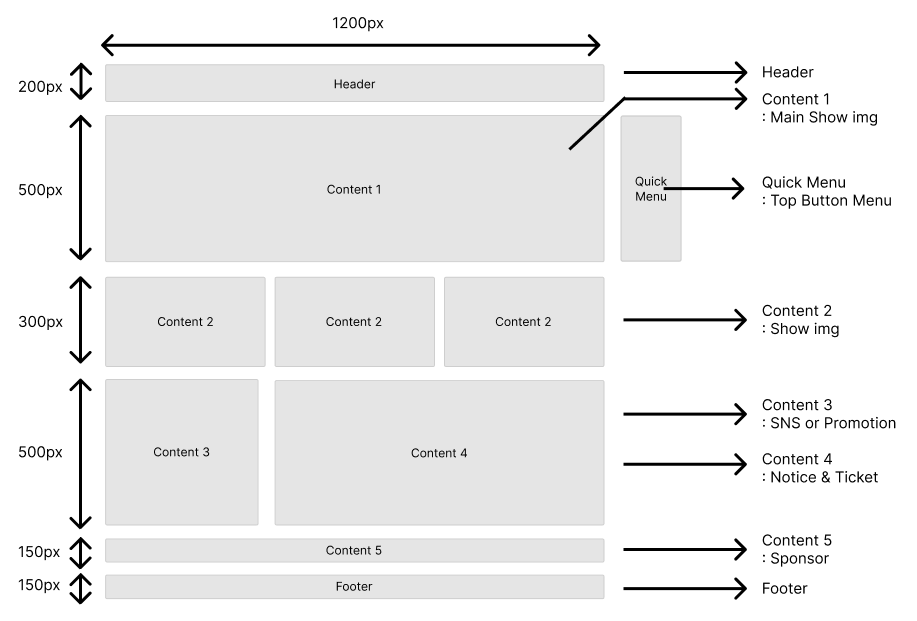 1200px
200px
Header
Header
Content 1
: Main Show img
500px
Content 1
Quick
Menu
Quick Menu
: Top Button Menu
300px
Content 2
Content 2
Content 2
Content 2
: Show img
500px
Content 3
Content 4
Content 3
: SNS or Promotion
Content 4
: Notice & Ticket
150px
Content 5
Content 5
: Sponsor
150px
Footer
Footer